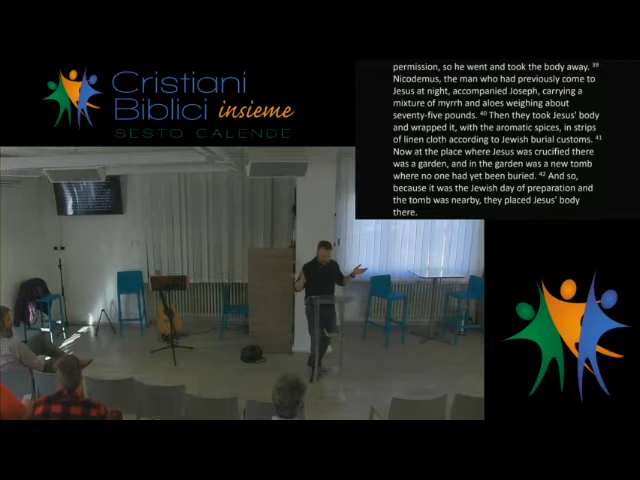 Cristiani
Biblici insieme
SESTO CALENDE
permission, so he went and took the body away. 39
Nicodemus, the man who had previously come to
Jesus at night, accompanied Joseph, carrying a
mixture of myrrh and aloes weighing about
seventy-five pounds. 40 Then they took Jesus' body
and wrapped it, with the aromatic spices, in strips
of linen cloth according to Jewish burial customs. 41
Now at the place where Jesus was crucified there
was a garden, and in the garden was a new tomb
where no one had yet been buried. 42 And so,
because it was the Jewish day of preparation and
the tomb was nearby, they placed Jesus' body
there.